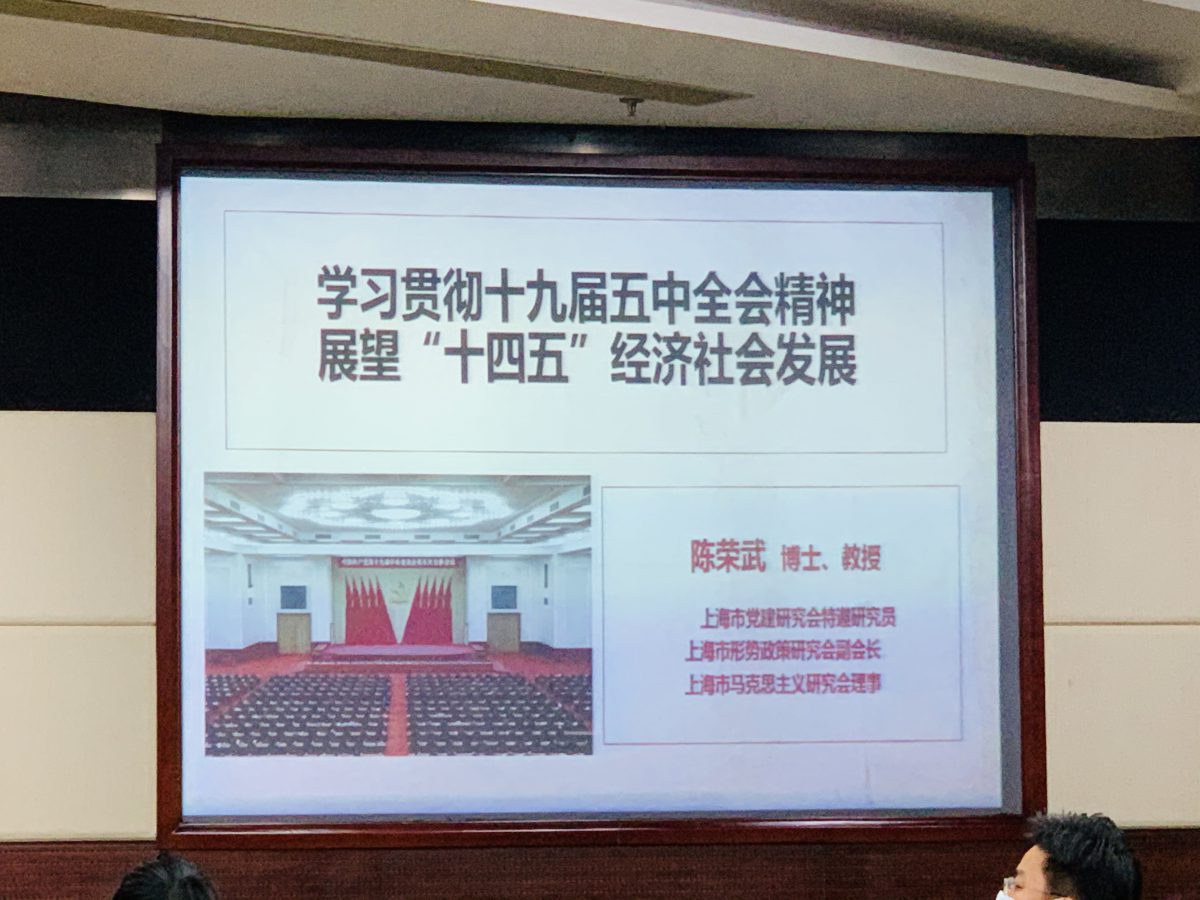 学习贯彻十九届五中全会精神
展望“十四五”经济社会发展
陈荣武 博士、教授
上海市党建研究会特邀研究员
上海市形势政策研究会副会长
上海市马克思主义研究会理事